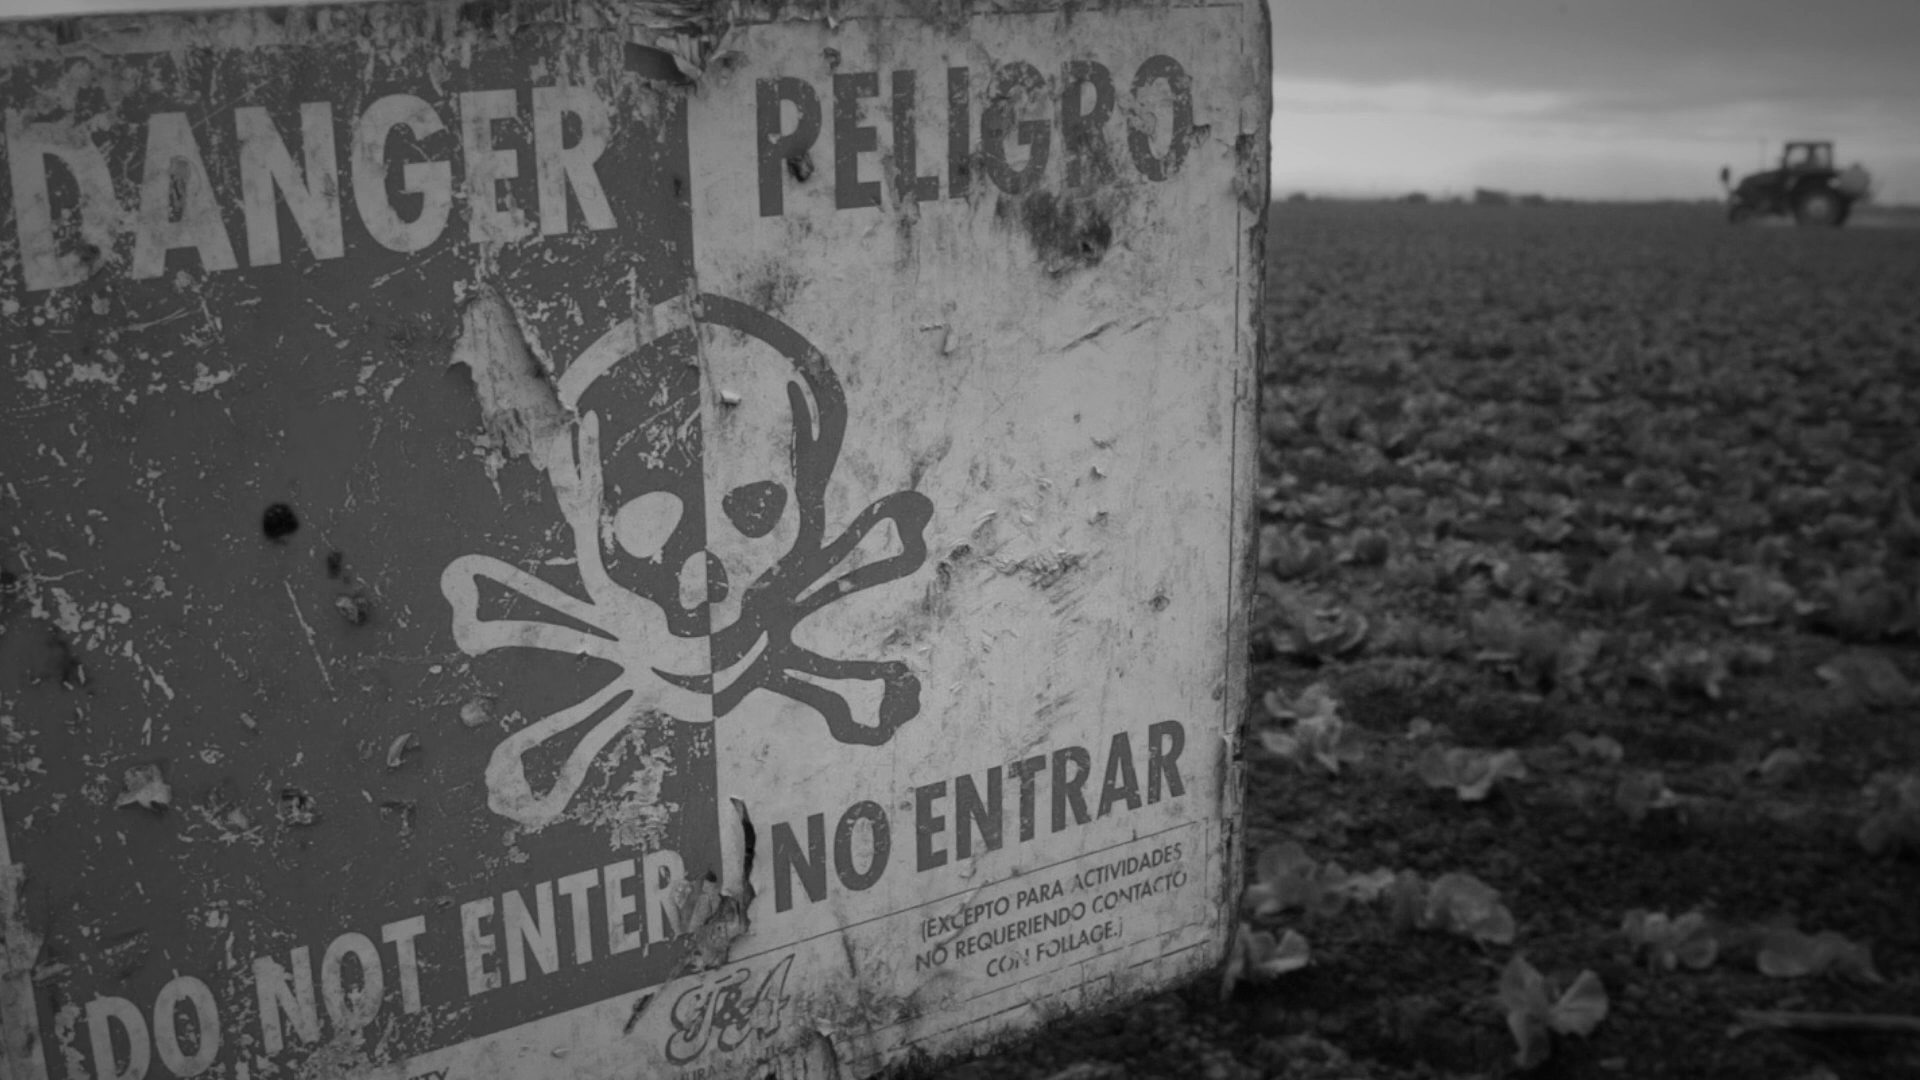 DANGER
PELIGRO
DO NOT ENTER
NO ENTRAR
(EXCEPTO PARA ACTIVIDADES
NO REQUERIENDO CONTACTO
CON FOLLAGE.)
T&A